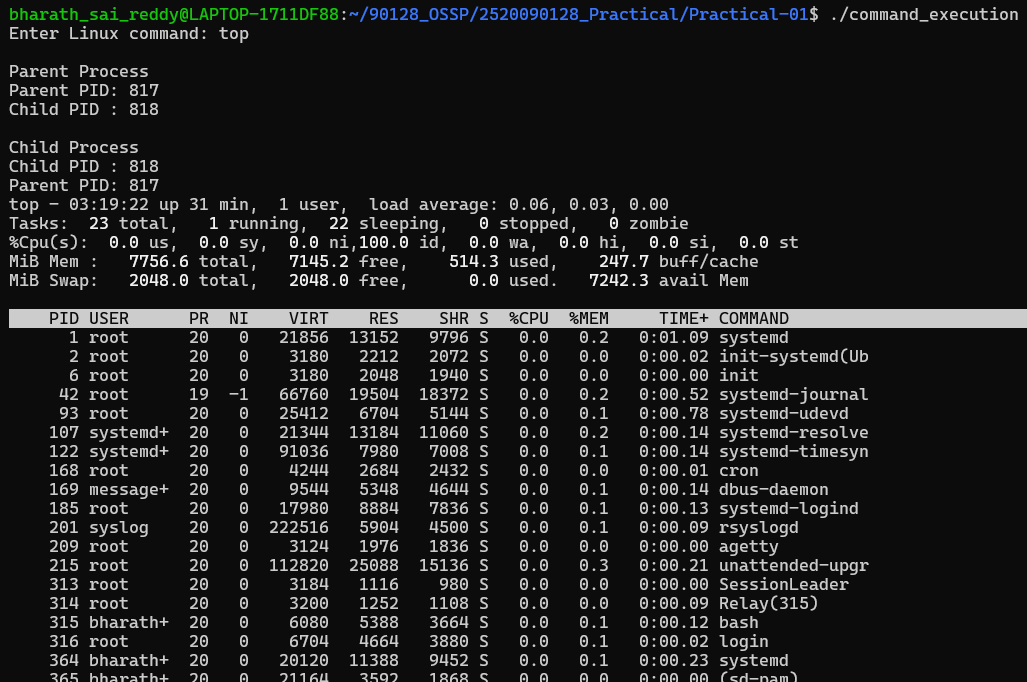 bharath_sai_reddy@LAPTOP-1711DF88:~/90128_OSSP/2520090128_Practical/Practical-01$ ./command_execution
Enter Linux command: top
Parent Process
Parent PID: 817
Child PID : 818
Child Process
Child PID : 818
Parent PID: 817
top - 03:19:22 up 31 min,  1 user,  load average: 0.06, 0.03, 0.00
Tasks:  23 total,   1 running,  22 sleeping,   0 stopped,   0 zombie
%Cpu(s):  0.0 us,  0.0 sy,  0.0 ni,100.0 id,  0.0 wa,  0.0 hi,  0.0 si,  0.0 st
MiB Mem :   7756.6 total,   7145.2 free,    514.3 used,    247.7 buff/cache
MiB Swap:   2048.0 total,   2048.0 free,      0.0 used.   7242.3 avail Mem
    PID USER      PR  NI    VIRT    RES    SHR S  %CPU  %MEM     TIME+ COMMAND
      1 root      20   0   21856  13152   9796 S   0.0   0.2   0:01.09 systemd
      2 root      20   0    3180   2212   2072 S   0.0   0.0   0:00.02 init-systemd(Ub
      6 root      20   0    3180   2048   1940 S   0.0   0.0   0:00.00 init
     42 root      19  -1   66760  19504  18372 S   0.0   0.2   0:00.52 systemd-journal
     93 root      20   0   25412   6704   5144 S   0.0   0.1   0:00.78 systemd-udevd
    107 systemd+  20   0   21344  13184  11060 S   0.0   0.2   0:00.14 systemd-resolve
    122 systemd+  20   0   91036   7980   7008 S   0.0   0.1   0:00.14 systemd-timesyn
    168 root      20   0    4244   2684   2432 S   0.0   0.0   0:00.01 cron
    169 message+  20   0    9544   5348   4644 S   0.0   0.1   0:00.14 dbus-daemon
    185 root      20   0   17980   8884   7836 S   0.0   0.1   0:00.13 systemd-logind
    201 syslog    20   0  222516   5904   4500 S   0.0   0.1   0:00.09 rsyslogd
    209 root      20   0    3124   1976   1836 S   0.0   0.0   0:00.00 agetty
    215 root      20   0  112820  25088  15136 S   0.0   0.3   0:00.21 unattended-upgr
    313 root      20   0    3184   1116    980 S   0.0   0.0   0:00.00 SessionLeader
    314 root      20   0    3200   1252   1108 S   0.0   0.0   0:00.09 Relay(315)
    315 bharath+  20   0    6080   5388   3664 S   0.0   0.1   0:00.12 bash
    316 root      20   0    6704   4664   3880 S   0.0   0.1   0:00.02 login
    364 bharath+  20   0   20120  11388   9452 S   0.0   0.1   0:00.23 systemd
    365 bharath+  20   0   21164   3592   1868 S   0.0   0.0   0:00.00 (sd-pam)